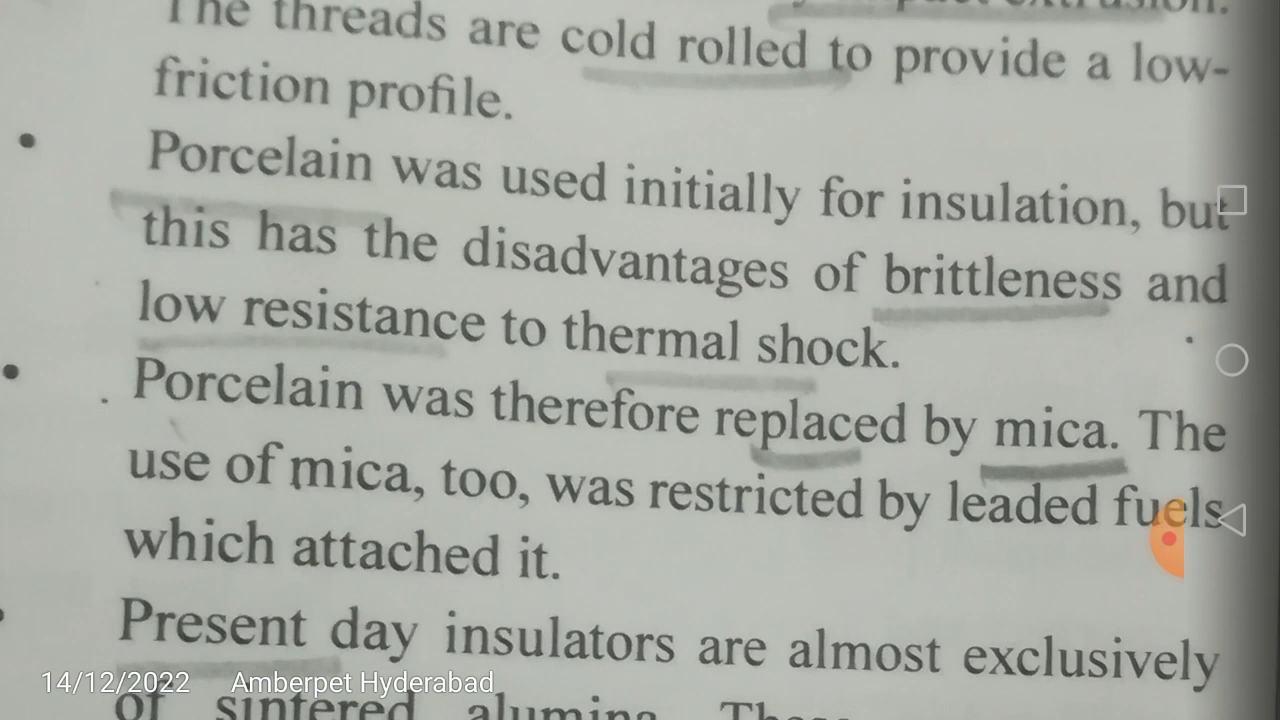 extrusion.
The threads are cold rolled to provide a low-
friction profile.
• Porcelain was used initially for insulation, but
this has the disadvantages of brittleness and
low resistance to thermal shock.
• Porcelain was therefore replaced by mica. The
use of mica, too, was restricted by leaded fuels
which attached it.
Present day insulators are almost exclusively
14/12/2022 Amberpet Hyderabad
of sintered alumina.